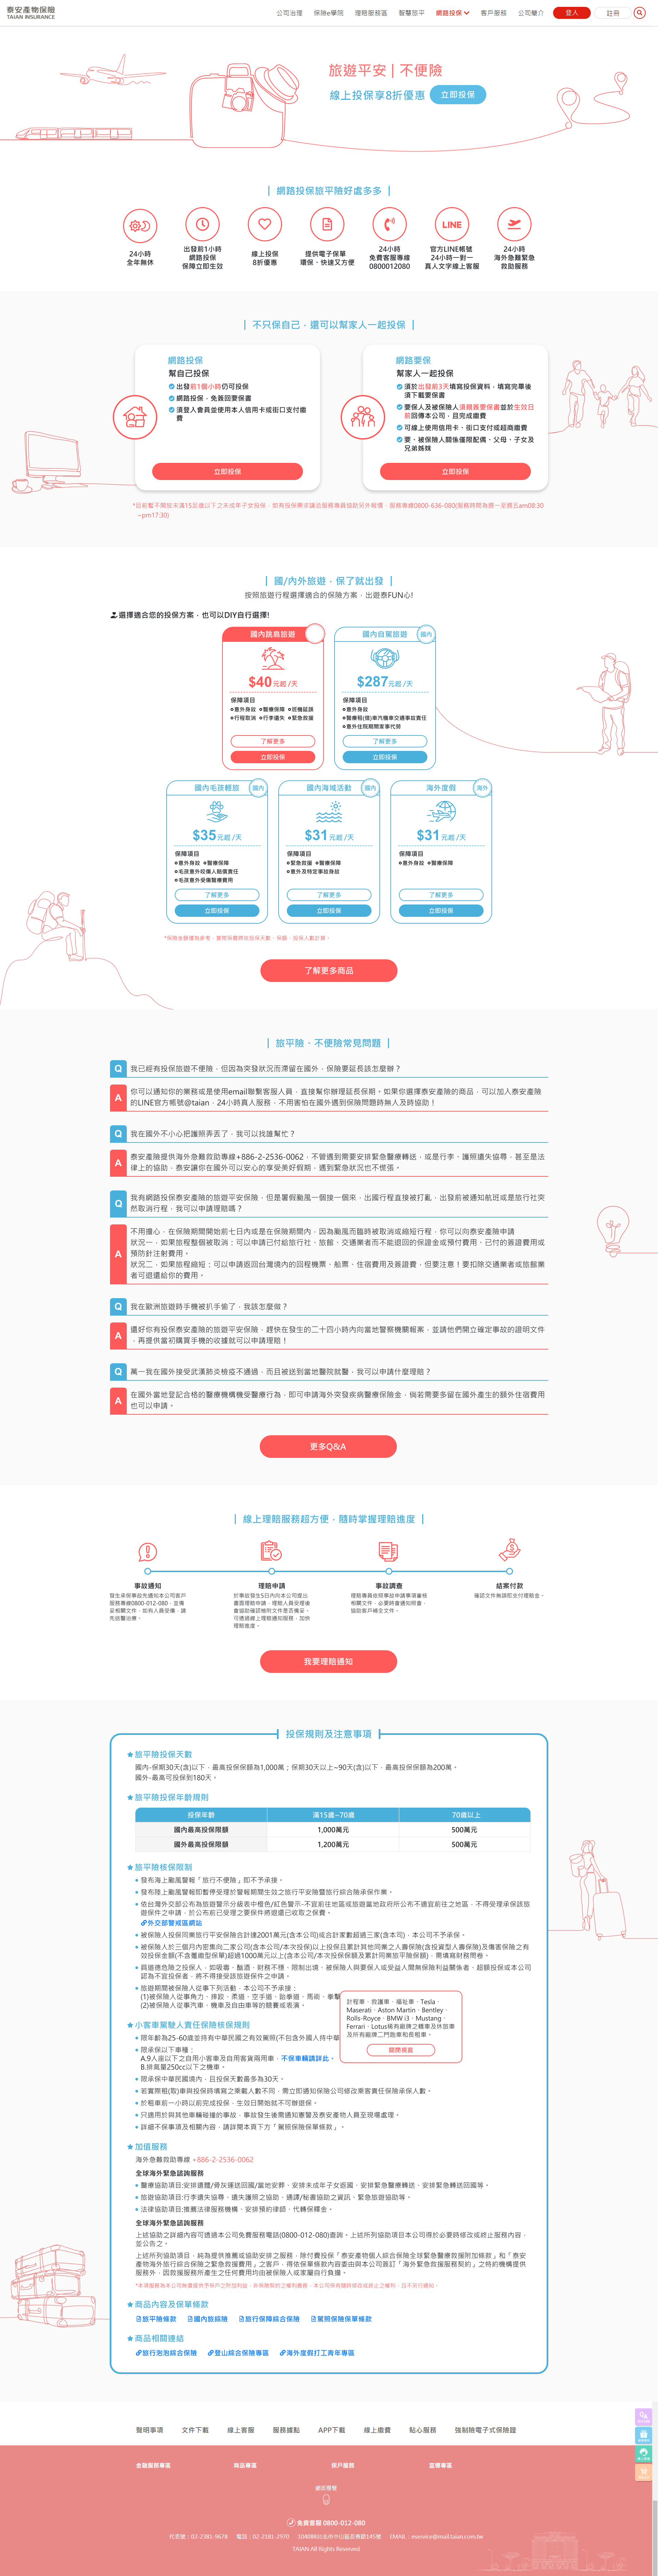 泰安產物保險
TAIAN INSURANCE
公司治理 保險e學院 理賠服務區 智慧旅平 網路投保 客戶服務 公司簡介 登入 註冊
旅遊平安 | 不便險
線上投保享8折優惠 立即投保
網路投保旅平險好處多多
24小時
全年無休
出發前1小時
網路投保
保障立即生效
線上投保
8折優惠
提供電子保單
環保、快速又方便
24小時
免費客服專線
0800012080
LINE
官方LINE帳號
24小時一對一
真人文字線上客服
24小時
海外急難緊急
救助服務
不只保自己，還可以幫家人一起投保
網路投保
幫自己投保
出發前1個小時仍可投保
網路投保，免簽回要保書
須登入會員並使用本人信用卡或街口支付繳
費
立即投保
網路要保
幫家人一起投保
須於出發前3天填寫投保資料，填寫完畢後
須下載要保書
要保人及被保險人須親簽要保書並於生效日
前回傳本公司，且完成繳費
可線上使用信用卡、街口支付或超商繳費
要、被保險人關係僅限配偶、父母、子女及
兄弟姊妹
立即投保
*目前暫不開放未滿15足歲以下之未成年子女投保，如有投保需求請洽服務專員協助另外報價，服務專線0800-636-080(服務時間為週一至週五am08:30
~pm17:30)
國/內外旅遊，保了就出發
按照旅遊行程選擇適合的保險方案，出遊泰FUN心!
選擇適合您的投保方案，也可以DIY自行選擇!
國內跳島旅遊
$40元起 /天
保障項目
意外身故 醫療保障 班機延誤
行程取消 行李遺失 緊急救援
了解更多
立即投保
國內自駕旅遊 國內
$287元起 /天
保障項目
意外身故
醫療租(借)車汽機車交通事故責任
意外住院期間家事代勞
了解更多
立即投保
國內毛孩輕旅 國內
$35元起 /天
保障項目
意外身故 醫療保障
毛孩意外咬傷人賠償責任
毛孩意外受傷醫療費用
了解更多
立即投保
國內海域活動 國內
$31元起 /天
保障項目
緊急救援 醫療保障
意外及特定事故身故
了解更多
立即投保
海外度假 海外
$31元起 /天
保障項目
意外身故 醫療保障
了解更多
立即投保
*保險金額僅為參考，實際保費將依投保天數、保額、投保人數計算。
了解更多商品
旅平險、不便險常見問題
Q 我已經有投保旅遊不便險，但因為突發狀況而滯留在國外，保險要延長該怎麼辦？
A 你可以通知你的業務或是使用email聯繫客服人員，直接幫你辦理延長保期。如果你選擇泰安產險的商品，可以加入泰安產險
的LINE官方帳號@taian，24小時真人服務，不用害怕在國外遇到保險問題時無人及時協助！
Q 我在國外不小心把護照弄丟了，我可以找誰幫忙？
A 泰安產險提供海外急難救助專線+886-2-2536-0062，不管遇到需要安排緊急醫療轉送，或是行李、護照遺失協尋，甚至是法
律上的協助，泰安讓你在國外可以安心的享受美好假期，遇到緊急狀況也不慌張。
Q 我有網路投保泰安產險的旅遊平安保險，但是暑假颱風一個接一個來，出國行程直接被打亂，出發前被通知航班或是旅行社突
然取消行程，我可以申請理賠嗎？
A 不用擔心，在保險期間開始前七日內或是在保險期間內，因為颱風而臨時被取消或縮短行程，你可以向泰安產險申請
狀況一，如果旅程整個被取消：可以申請已付給旅行社、旅館、交通業者而不能退回的保證金或預付費用，已付的簽證費用或
預防針注射費用。
狀況二，如果旅程縮短：可以申請返回台灣境內的回程機票、船票、住宿費用及簽證費，但要注意！要扣除交通業者或旅館業
者可退還給你的費用。
Q 我在歐洲旅遊時手機被扒手偷了，我該怎麼做？
A 還好你有投保泰安產險的旅遊平安保險，趕快在發生的二十四小時內向當地警察機關報案，並請他們開立確定事故的證明文件
，再提供當初購買手機的收據就可以申請理賠！
Q 萬一我在國外接受武漢肺炎檢疫不通過，而且被送到當地醫院就醫，我可以申請什麼理賠？
A 在國外當地登記合格的醫療機構機受醫療行為，即可申請海外突發疾病醫療保險金，倘若需要多留在國外產生的額外住宿費用
也可以申請。
更多Q&A
線上理賠服務超方便，隨時掌握理賠進度
事故通知
發生承保事故先通知本公司客戶
服務專線0800-012-080，並備
妥相關文件，如有人員受傷，請
先送醫治療。
理賠申請
於事故發生5日內向本公司提出
書面理賠申請，理賠人員受理後
會協助確認檢附文件是否備妥，
可透過線上理賠通知服務，加快
理賠進度。
事故調查
理賠專員依照事故申請事項審核
相關文件，必要時會通知照會，
協助客戶補全文件。
結案付款
確認文件無誤即支付理賠金。
我要理賠通知
投保規則及注意事項
旅平險投保天數
國內-保期30天(含)以下，最高投保保額為1,000萬；保期30天以上~90天(含)以下，最高投保保額為200萬。
國外-最高可投保到180天。
旅平險投保年齡規則
投保年齡 滿15歲~70歲 70歲以上
國內最高投保限額 1,000萬元 500萬元
國外最高投保限額 1,200萬元 500萬元
旅平險核保限制
發布海上颱風警報「旅行不便險」即不予承接。
發布陸上颱風警報即暫停受理於警報期間生效之旅行平安險暨旅行綜合險承保作業。
依台灣外交部公布為旅遊警示分級表中橙色/紅色警示-不宜前往地區或旅遊當地政府所公布不適宜前往之地區，不得受理承保該旅
遊保件之申請，於公布前已受理之要保件將退還已收取之保費。
外交部警戒區網站
被保險人投保同業旅行平安保險合計達2001萬元(含本公司)或合計家數超過三家(含本司)，本公司不予承保。
被保險人於三個月內密集向二家公司(含本公司/本次投保)以上投保且累計其他同業之人壽保險(含投資型人壽保險)及傷害保險之有
效投保金額(不含躉繳型保單)超過1000萬元以上(含本公司/本次投保保額及累計同業旅平險保額)，需填寫財務問卷。
具道德危險之投保人，如吸毒、酗酒、財務不穩、限制出境、被保險人與要保人或受益人間無保險利益關係者、超額投保或本公司
認為不宜投保者，將不得接受該旅遊保件之申請。
旅遊期間被保險人從事下列活動，本公司不予承接：
(1)被保險人從事角力、摔跤、柔道、空手道、跆拳道、馬術、拳擊
(2)被保險人從事汽車、機車及自由車等的競賽或表演。
計程車、救護車、福祉車、Tesla、
Maserati、Aston Martin、Bentley、
Rolls-Royce、BMW i3、Mustang、
Ferrari、Lotus稀有廠牌之轎車及休旅車
及所有廠牌二門跑車和長租車。
關閉視窗
小客車駕駛人責任保險核保規則
限年齡為25-60歲並持有中華民國之有效駕照(不包含外國人持中華
限承保以下車種：
A.9人座以下之自用小客車及自用客貨兩用車，不保車輛請詳此。
B.排氣量250cc以下之機車。
限承保中華民國境內，且投保天數最多為30天。
若實際租(取)車與投保時填寫之乘載人數不同，需立即通知保險公司修改乘客責任保險承保人數。
於租車前一小時以前完成投保，生效日開始就不可辦退保。
只適用於與其他車輛碰撞的事故，事故發生後需通知憲警及泰安產物人員至現場處理。
詳細不保事項及相關內容，請詳閱本頁下方「駕照保險保單條款」。
加值服務
海外急難救助專線 +886-2-2536-0062
全球海外緊急諮詢服務
醫療協助項目:安排遺體/骨灰運送回國/當地安葬、安排未成年子女返國，安排緊急醫療轉送、安排緊急轉送回國等。
旅遊協助項目:行李遺失協尋、遺失護照之協助、通譯/秘書協助之資訊、緊急旅遊協助等。
法律協助項目:推薦法律服務機構、安排預約律師、代轉保釋金。
全球海外緊急諮詢服務
上述協助之詳細內容可透過本公司免費服務電話(0800-012-080)查詢。上述所列協助項目本公司得於必要時修改或終止服務內容，
並公告之。
上述所列協助項目，純為提供推薦或協助安排之服務，除付費投保「泰安產物個人綜合保險全球緊急醫療救援附加條款」和「泰安
產物海外旅行綜合保險之緊急救援費用」之客戶，得依保單條款內容委由與本公司簽訂「海外緊急救援服務契約」之特約機構提供
服務外，因救援服務所產生之任何費用均由被保險人或家屬自行負擔。
*本項服務為本公司無償提供予保戶之附加利益，非保險契約之權利義務，本公司保有隨時修改或終止之權利，且不另行通知。
商品內容及保單條款
旅平險條款 國內旅綜險 旅行保障綜合保險 駕照保險保單條款
商品相關連結
旅行泡泡綜合保險 登山綜合保險專區 海外度假打工青年專區
聲明事項 文件下載 線上客服 服務據點 APP下載 線上繳費 貼心服務 強制險電子式保險證
金融服務專區 商品專區 保戶服務 宣導專區
網頁導覽
免費客服 0800-012-080
代表號：02-2381-9678 電話：02-2181-2970 104088台北市中山區長春路145號 EMAIL：eservice@mail.taian.com.tw
TAIAN All Rights Reserved